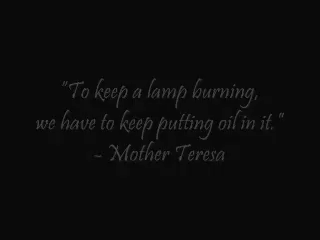 "To keep a lamp burning,
we have to keep putting oil in it."
- Mother Teresa